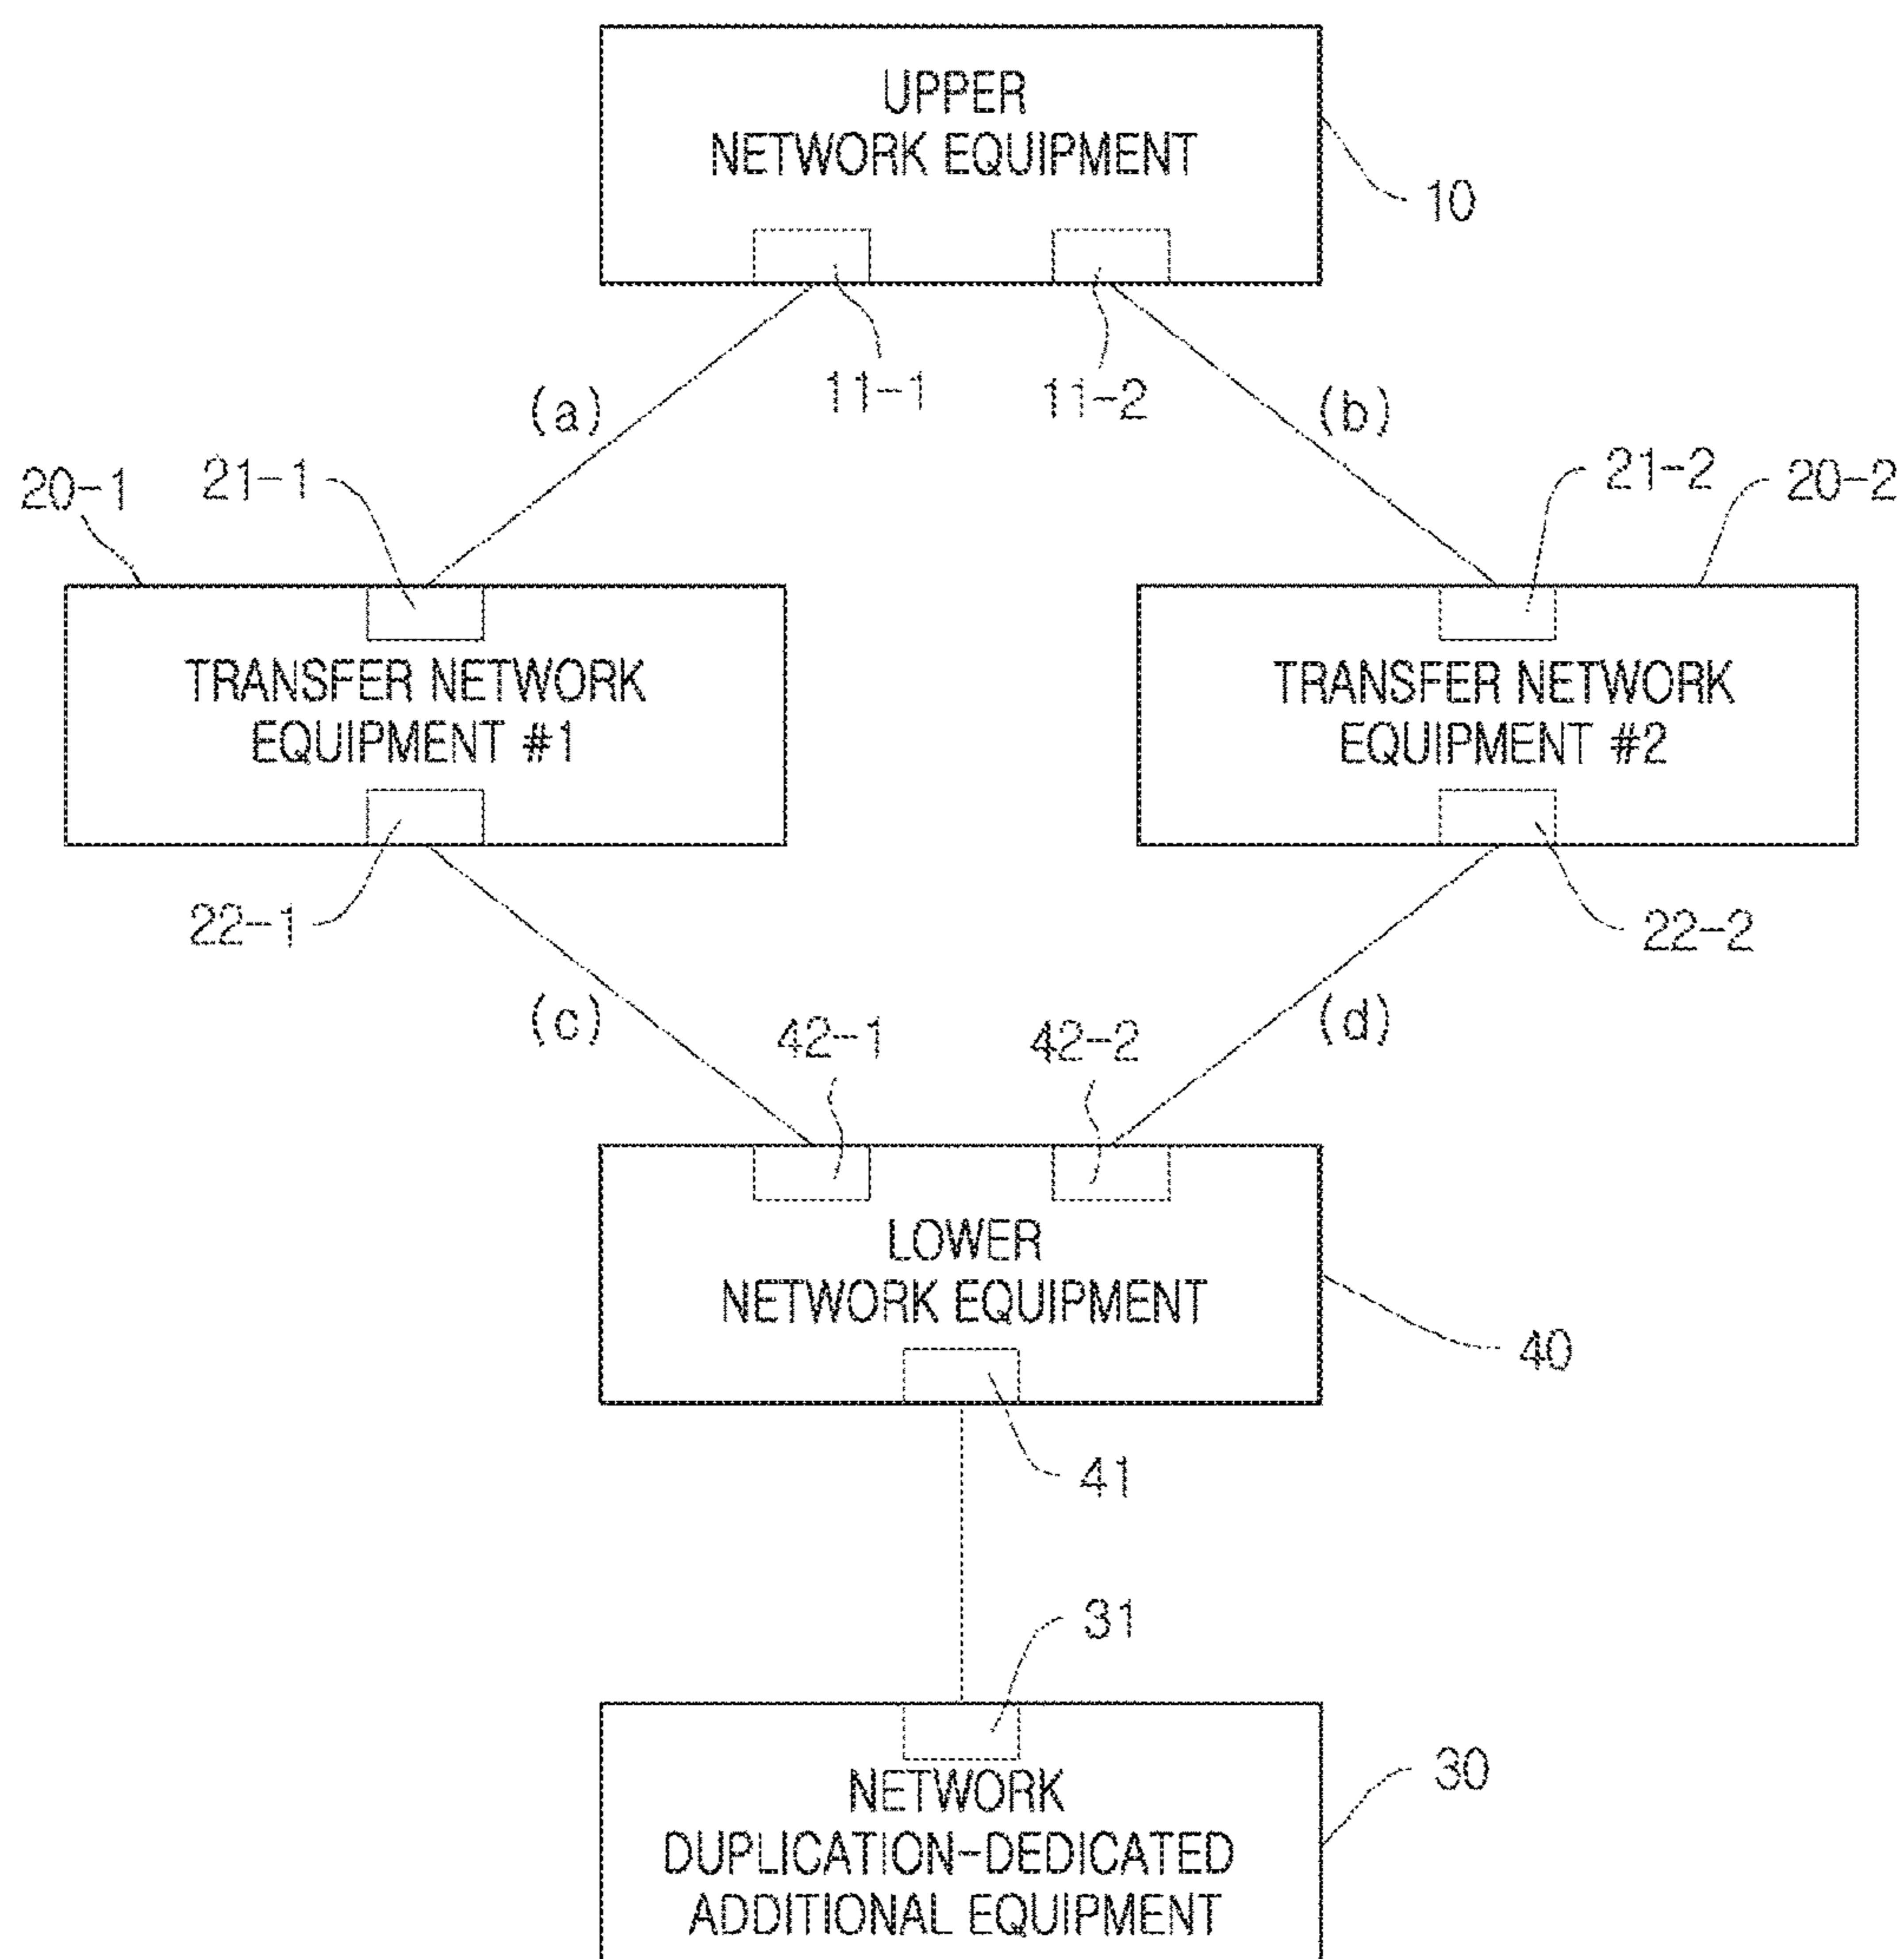 UPPER
NETWORK EQUIPMENT
10
11-1
11-2
(a)
(b)
20-1
21-1
21-2
20-2
TRANSFER NETWORK
EQUIPMENT #1
TRANSFER NETWORK
EQUIPMENT #2
22-1
22-2
(c)
42-1
42-2
(d)
LOWER
NETWORK EQUIPMENT
40
41
31
NETWORK
DUPLICATION-DEDICATED
ADDITIONAL EQUIPMENT
30